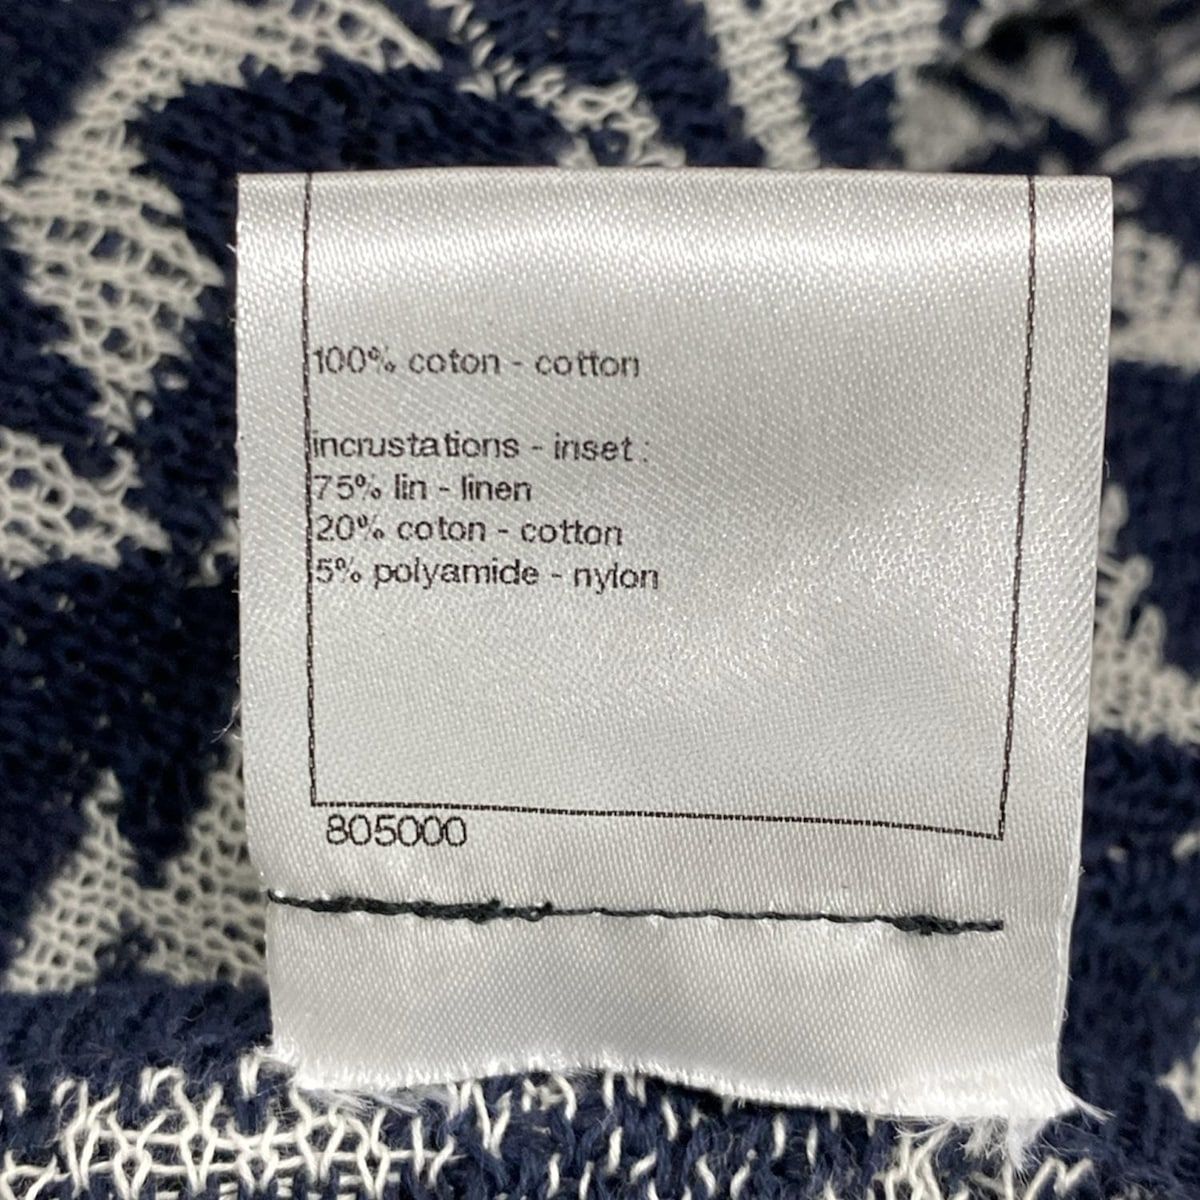 100% coton - cotton
incrustations - inset :
75% lin - linen
20% coton - cotton
5% polyamide - nylon
805000